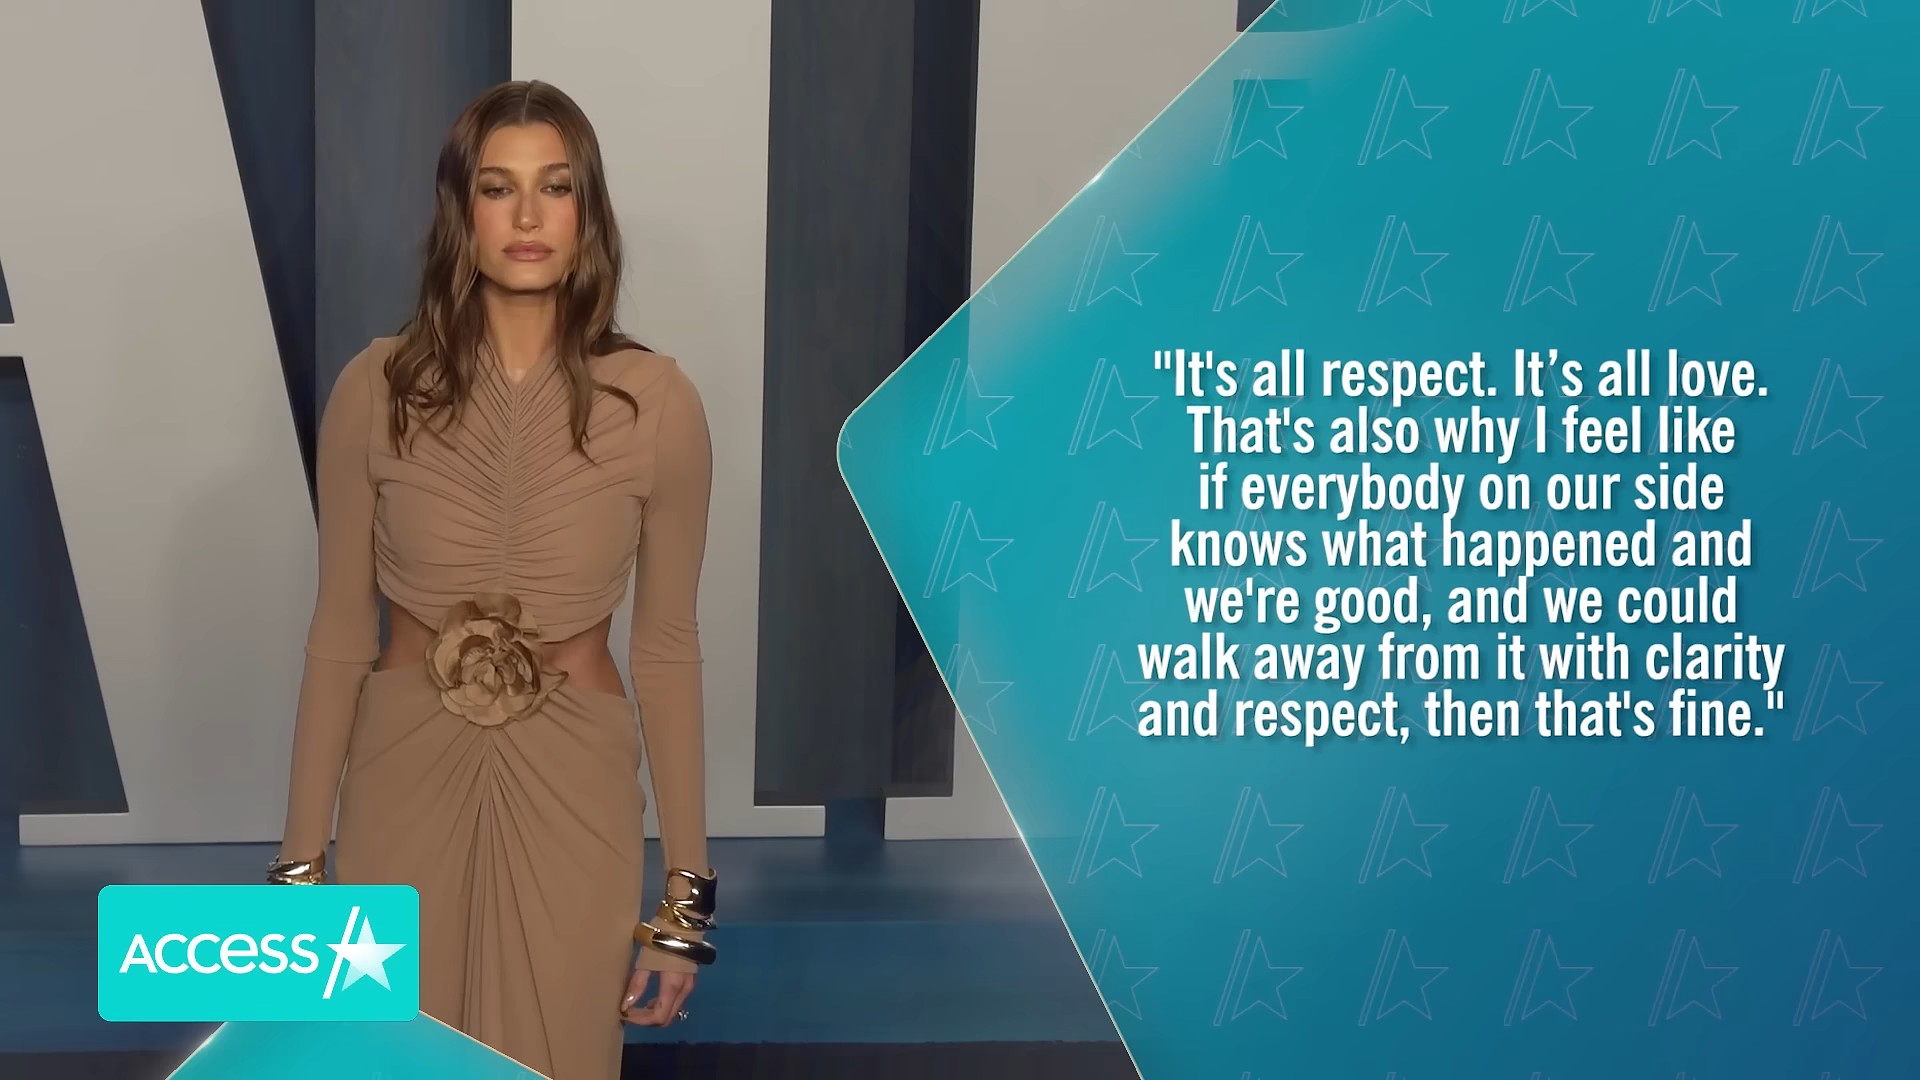 "It's all respect. It’s all love.
That's also why I feel like
if everybody on our side
knows what happened and
we're good, and we could
walk away from it with clarity
and respect, then that's fine."
ACCESS